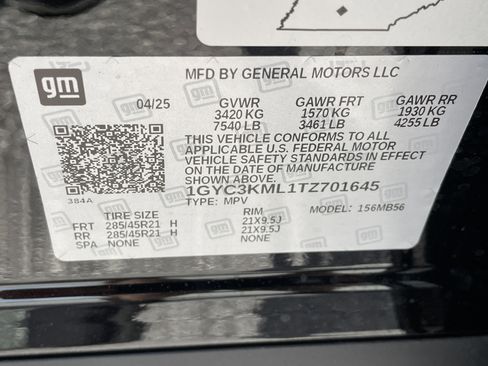 gm
MFD BY GENERAL MOTORS LLC
04/25 GVWR GAWR FRT GAWR RR
3420 KG 1570 KG 1930 KG
7540 LB 3461 LB 4255 LB
THIS VEHICLE CONFORMS TO ALL
APPLICABLE U.S. FEDERAL MOTOR
VEHICLE SAFETY STANDARDS IN EFFECT
ON THE DATE OF MANUFACTURE
SHOWN ABOVE.
1GYC3KML1TZ701645
384A TYPE: MPV MODEL: 156MB56
TIRE SIZE RIM
FRT 285/45R21 H 21X9.5J
RR 285/45R21 H 21X9.5J
SPA NONE NONE
gm